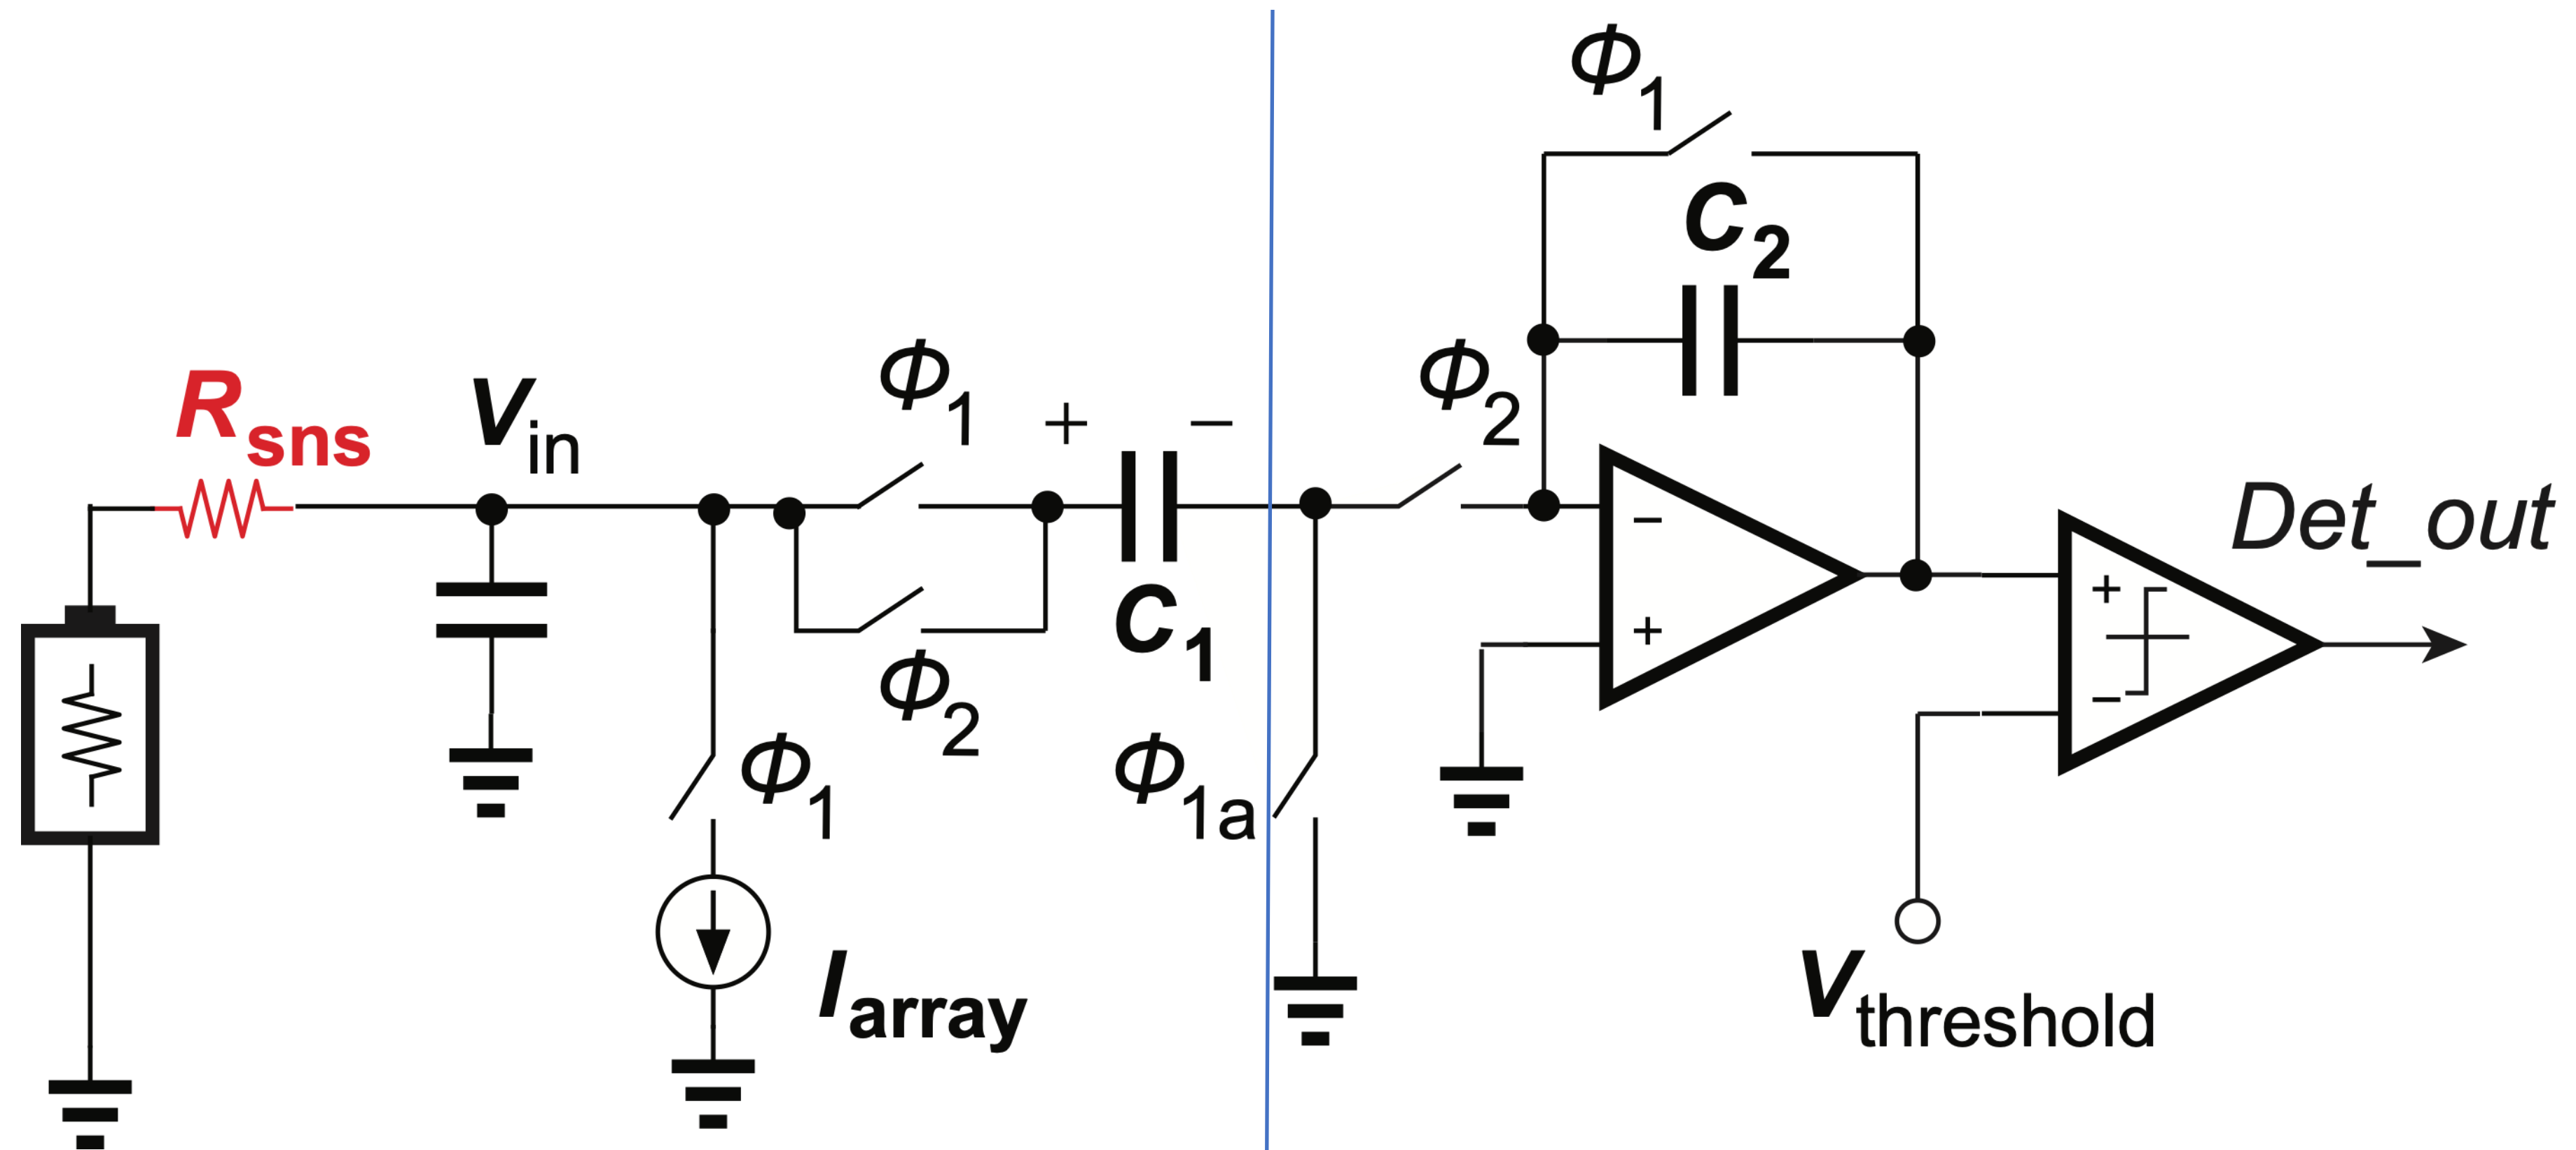 Φ1
C2
Rsns
Vin
Φ1
+ −
Φ2
Det_out
−
+
+
−
C1
Φ2
Φ1
Φ1a
Iarray
Vthreshold